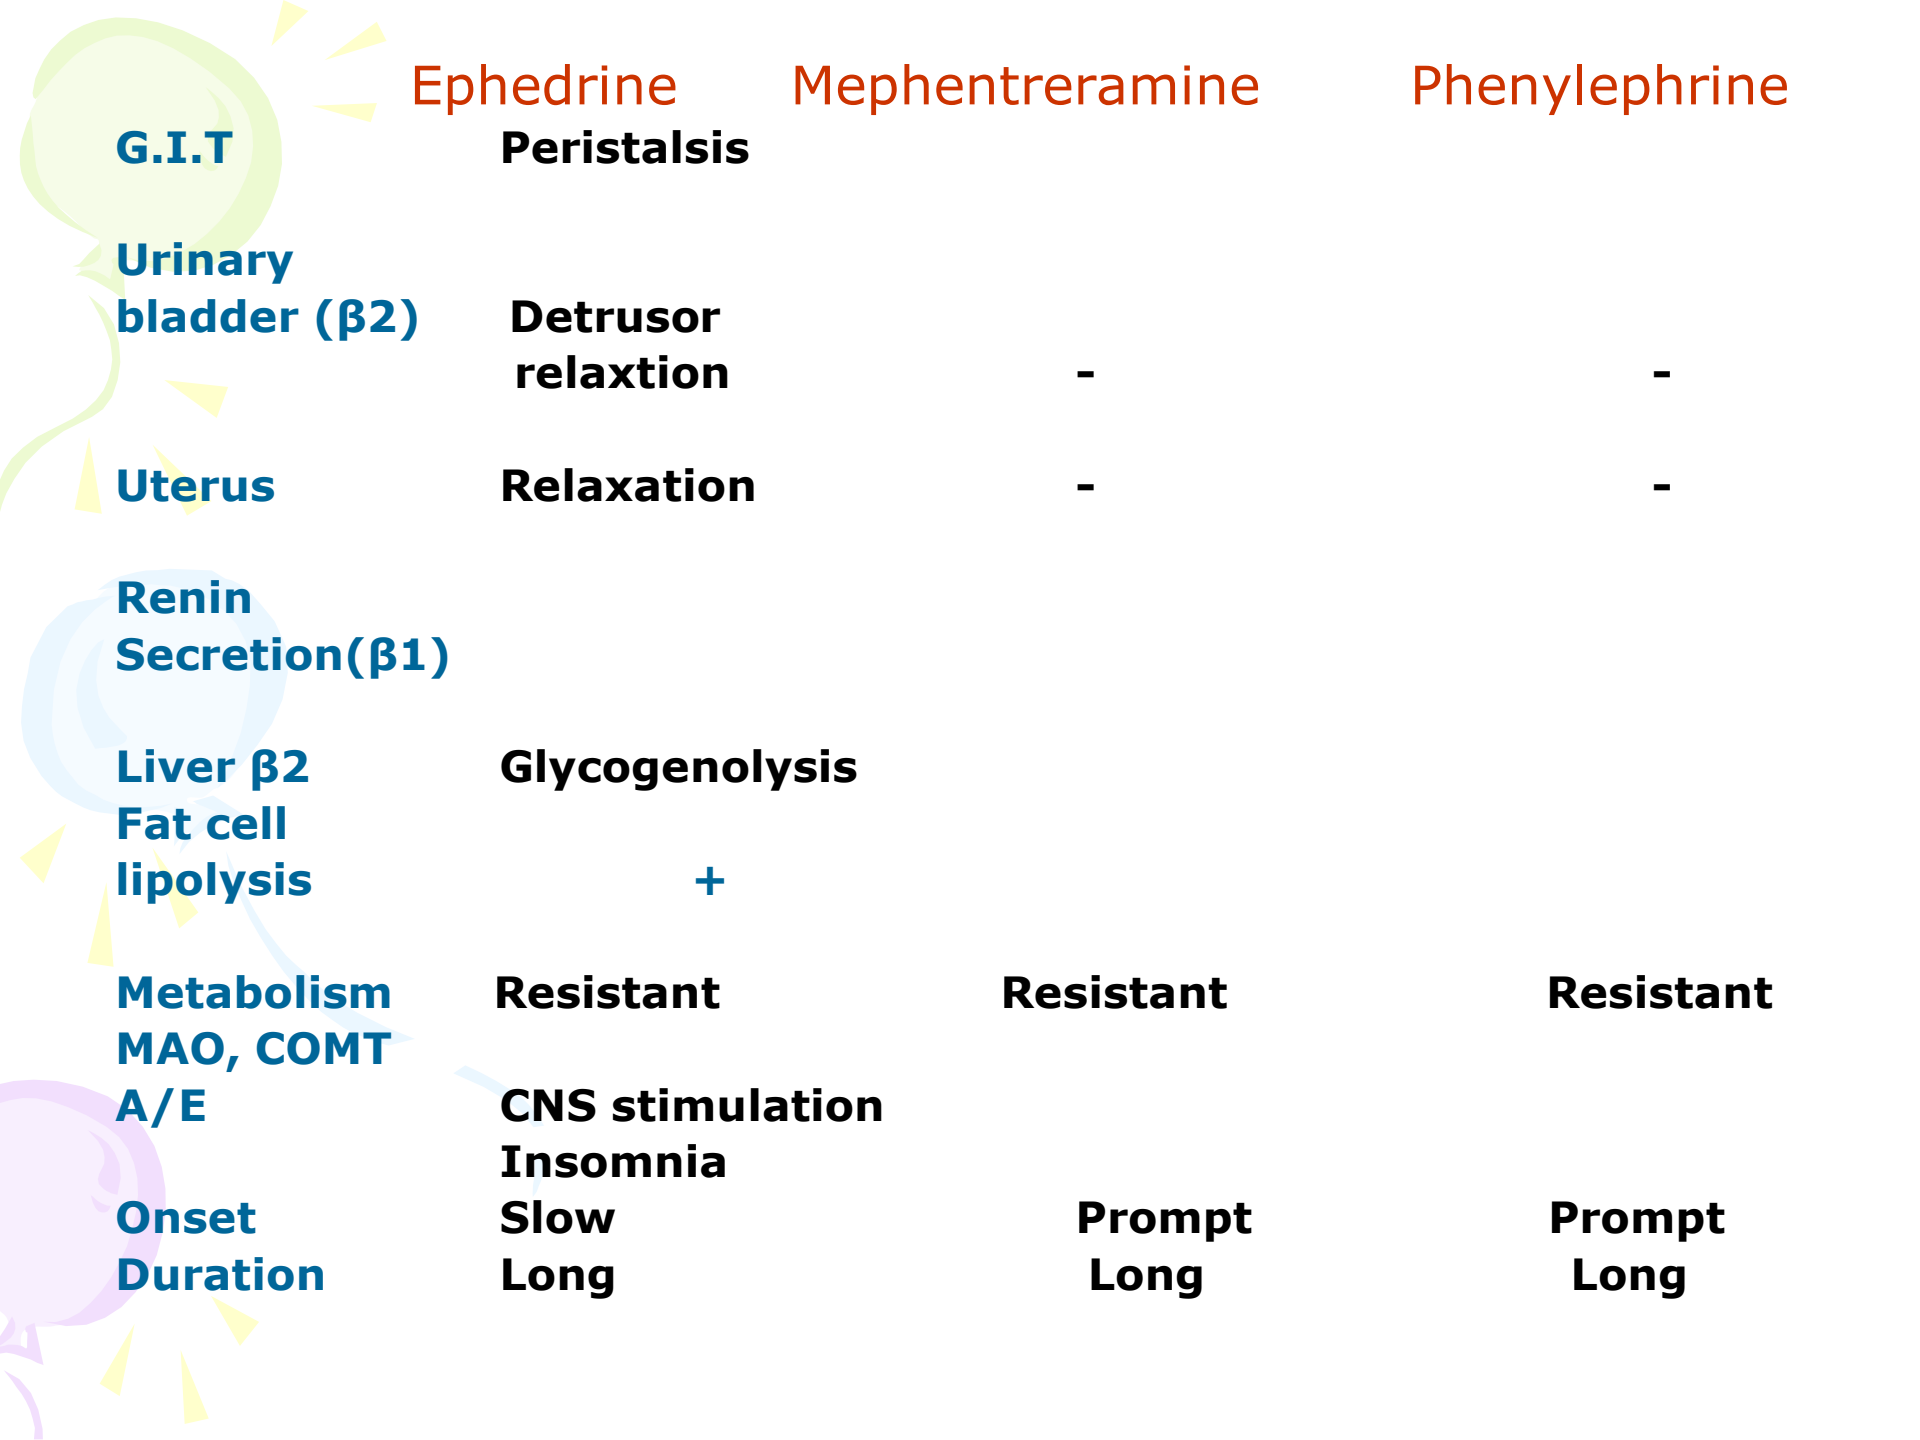 Ephedrine Mephentreramine Phenylephrine
G.I.T Peristalsis
Urinary
bladder (β2) Detrusor
relaxtion - -
Uterus Relaxation - -
Renin
Secretion(β1)
Liver β2 Glycogenolysis
Fat cell
lipolysis +
Metabolism Resistant Resistant Resistant
MAO, COMT
A/E CNS stimulation
Insomnia
Onset Slow Prompt Prompt
Duration Long Long Long